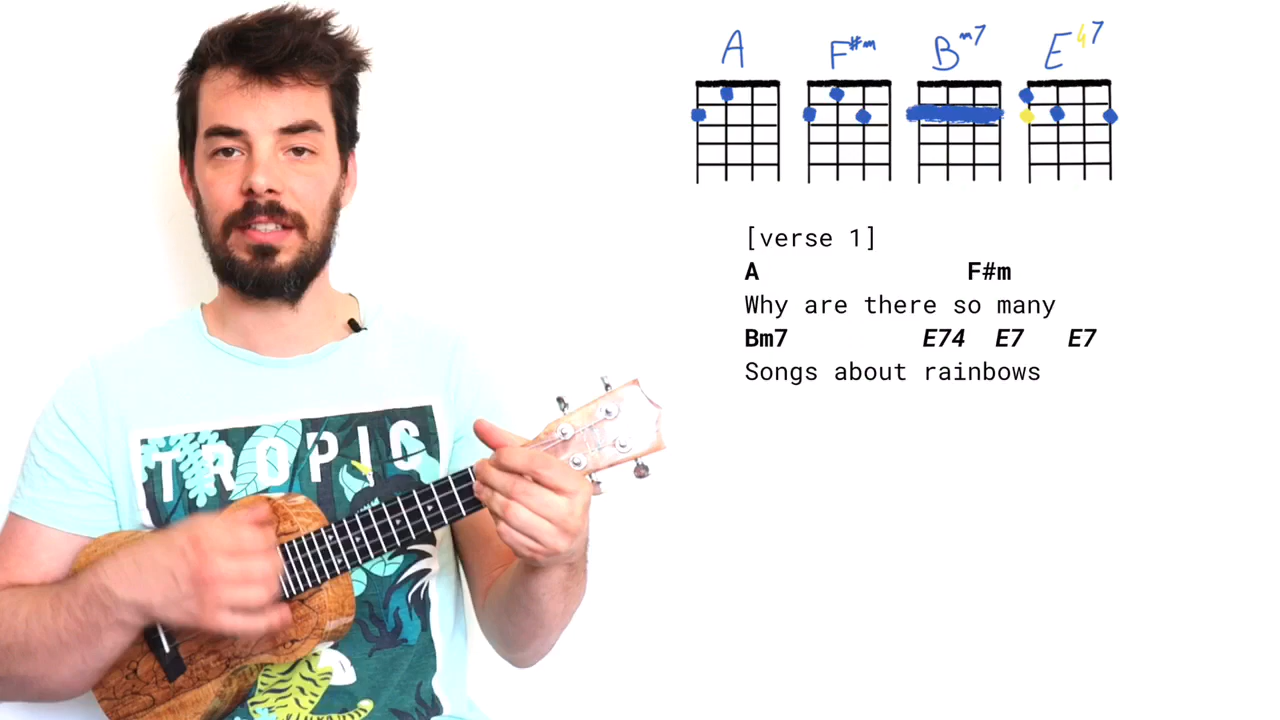 A F#m Bm7 E47
[verse 1]
A F#m
Why are there so many
Bm7 E74 E7 E7
Songs about rainbows
TROPIC